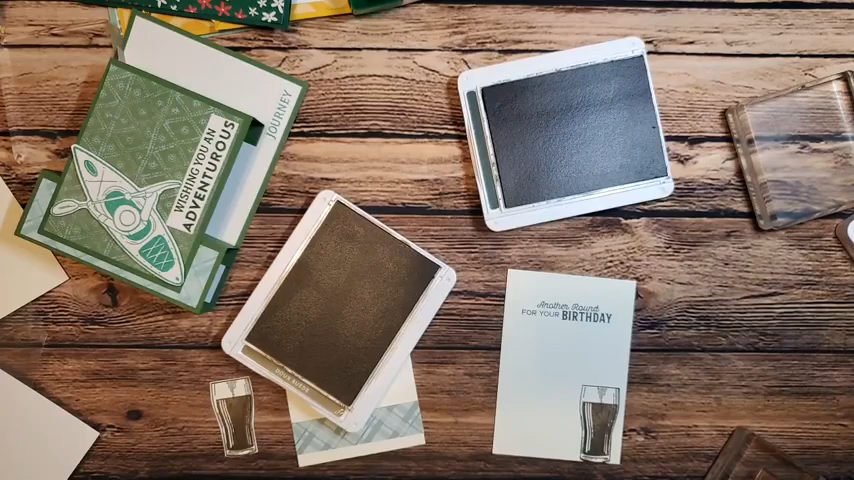 WISHING YOU AN
ADVENTUROUS
JOURNEY
Another Round
FOR YOUR BIRTHDAY